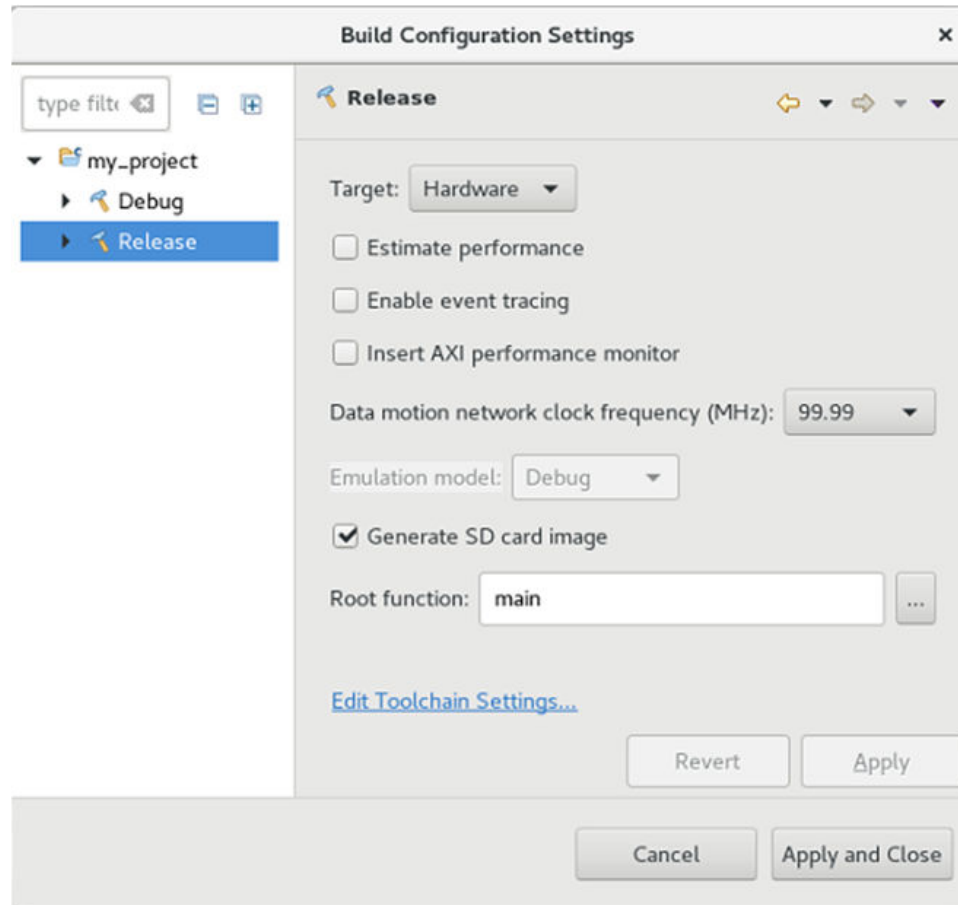 Build Configuration Settings
type filte
Release
my_project
Debug
Release
Target: Hardware
Estimate performance
Enable event tracing
Insert AXI performance monitor
Data motion network clock frequency (MHz): 99.99
Emulation model: Debug
Generate SD card image
Root function: main ...
Edit Toolchain Settings...
Revert Apply
Cancel Apply and Close